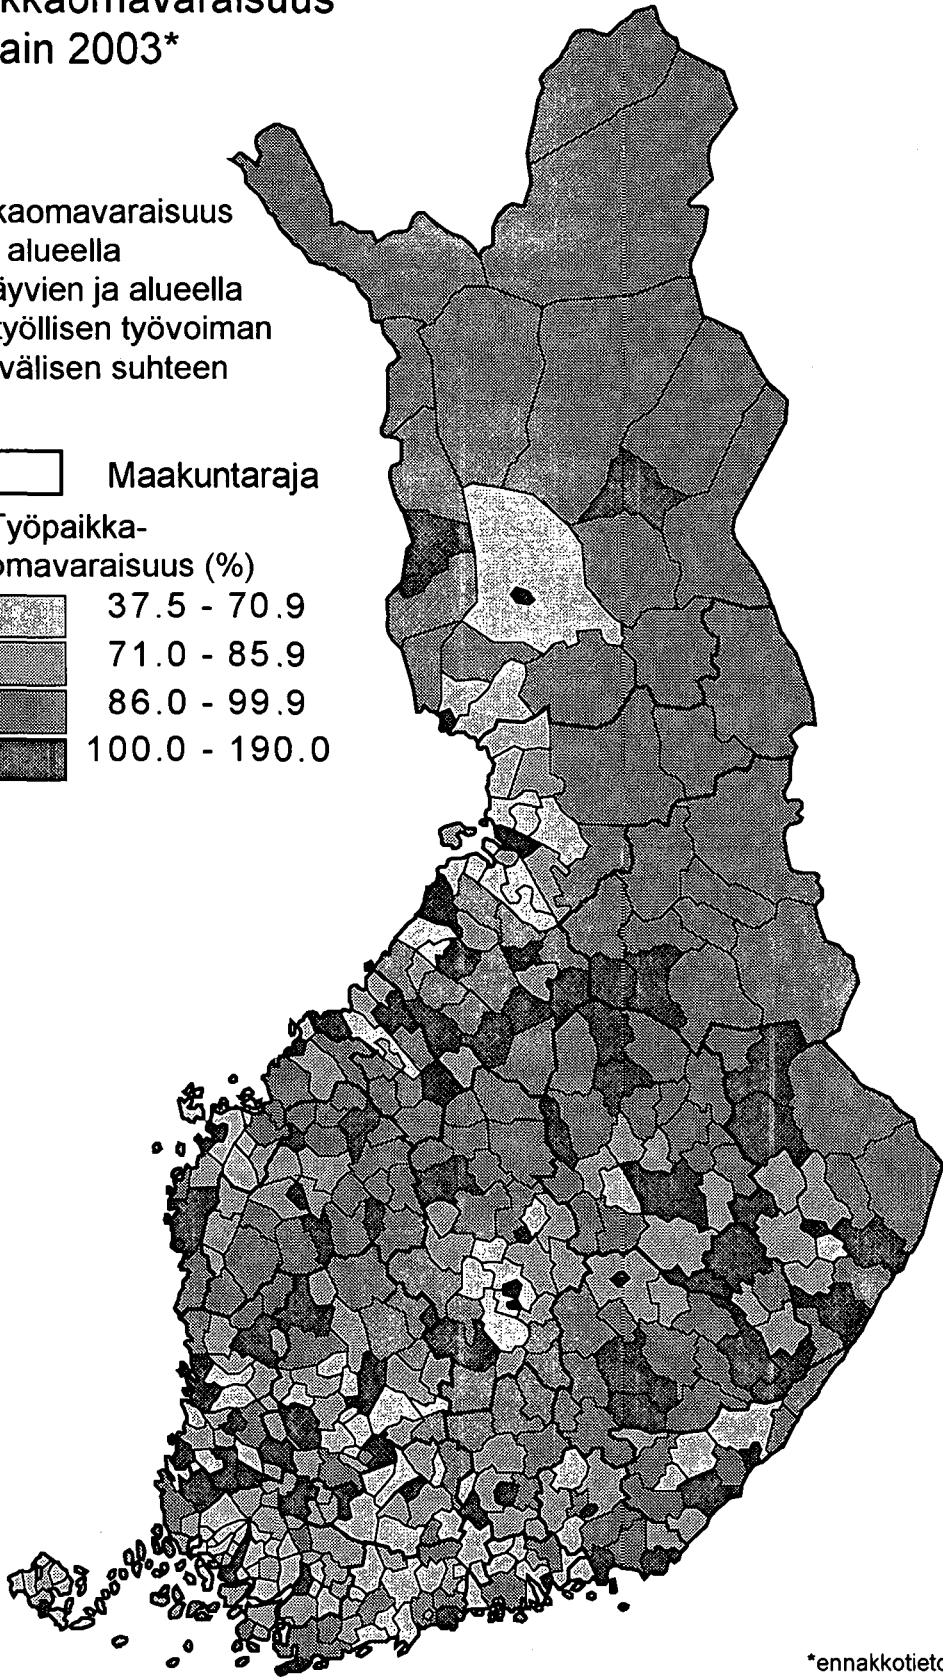 kkaomavaraisuus
ain 2003*
kaomavaraisuus
alueella
äyvien ja alueella
työllisen työvoiman
välisen suhteen
Maakuntaraja
Työpaikka-
omavaraisuus (%)
37.5 - 70.9
71.0 - 85.9
86.0 - 99.9
100.0 - 190.0
*ennakkotieto